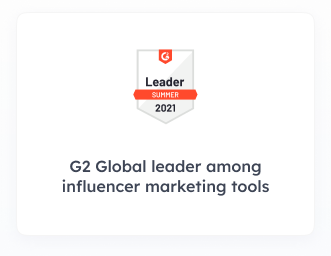 G2
Leader
SUMMER
2021
G2 Global leader among
influencer marketing tools